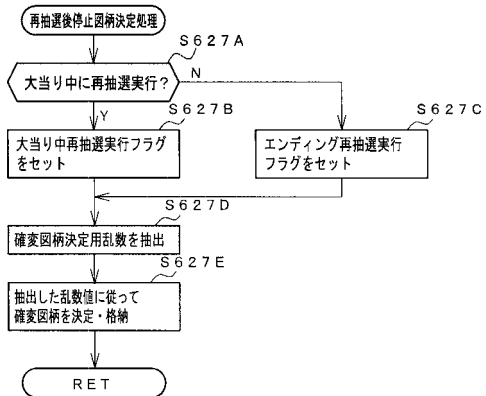 再抽選後停止図柄決定処理
S627A
大当り中に再抽選実行?
N
Y
S627B
大当り中再抽選実行フラグ
をセット
S627C
エンディング再抽選実行
フラグをセット
S627D
確変図柄決定用乱数を抽出
S627E
抽出した乱数値に従って
確変図柄を決定・格納
RET